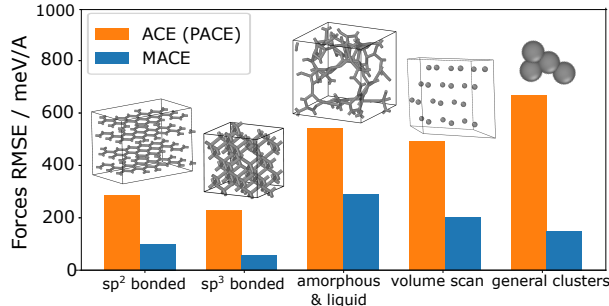 1000
800
600
400
200
0
Forces RMSE / meV/A
ACE (PACE)
MACE
sp² bonded
sp³ bonded
amorphous
& liquid
volume scan
general clusters